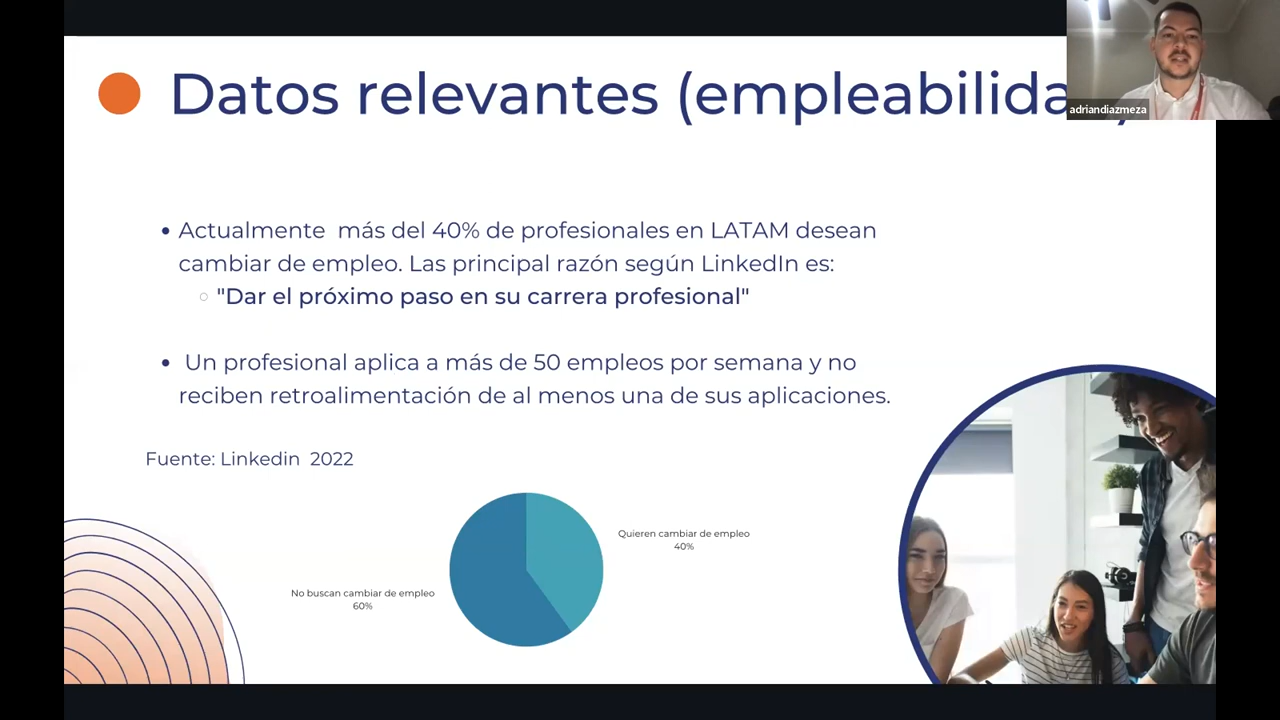 Datos relevantes (empleabilida
adriandiazmeza
• Actualmente  más del 40% de profesionales en LATAM desean
cambiar de empleo. Las principal razón según LinkedIn es:
○ "Dar el próximo paso en su carrera profesional"
• Un profesional aplica a más de 50 empleos por semana y no
reciben retroalimentación de al menos una de sus aplicaciones.
Fuente: Linkedin  2022
Quieren cambiar de empleo
40%
No buscan cambiar de empleo
60%